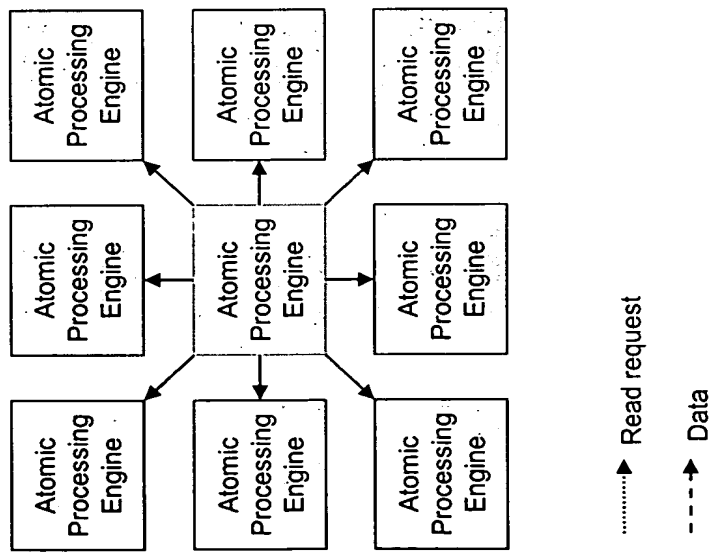 Atomic
Processing
Engine
Atomic
Processing
Engine
Atomic
Processing
Engine
Atomic
Processing
Engine
Atomic
Processing
Engine
Atomic
Processing
Engine
Atomic
Processing
Engine
Atomic
Processing
Engine
Atomic
Processing
Engine
Read request
Data